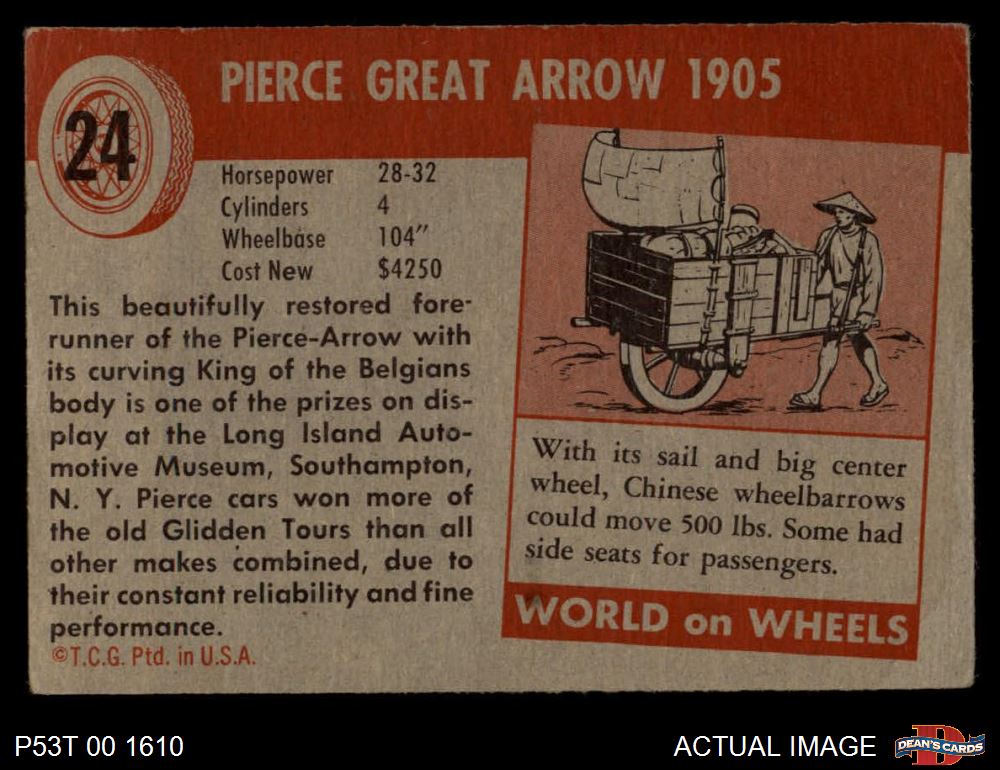 24
PIERCE GREAT ARROW 1905
Horsepower 28-32
Cylinders 4
Wheelbase 104"
Cost New $4250
This beautifully restored fore-
runner of the Pierce-Arrow with
its curving King of the Belgians
body is one of the prizes on dis-
play at the Long Island Auto-
motive Museum, Southampton,
N. Y. Pierce cars won more of
the old Glidden Tours than all
other makes combined, due to
their constant reliability and fine
performance.
©T.C.G. Ptd. in U.S.A.
With its sail and big center
wheel, Chinese wheelbarrows
could move 500 lbs. Some had
side seats for passengers.
WORLD on WHEELS
P53T 00 1610
ACTUAL IMAGE
DEAN'S CARDS